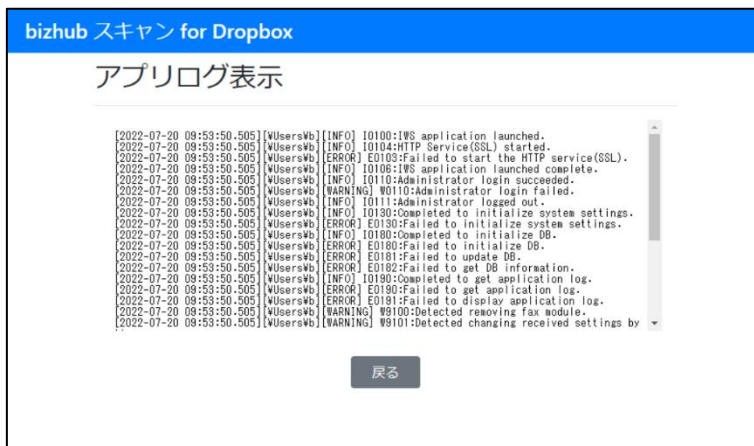 bizhub スキャン for Dropbox
アプリログ表示
[2022-07-20 09:53:50.505][¥Users¥b][INFO] I0100:IWS application launched.
[2022-07-20 09:53:50.505][¥Users¥b][INFO] I0104:HTTP Service(SSL) started.
[2022-07-20 09:53:50.505][¥Users¥b][ERROR] E0103:Failed to start the HTTP service(SSL).
[2022-07-20 09:53:50.505][¥Users¥b][INFO] I0106:IWS application launched complete.
[2022-07-20 09:53:50.505][¥Users¥b][INFO] I0110:Administrator login succeeded.
[2022-07-20 09:53:50.505][¥Users¥b][WARNING] W0110:Administrator login failed.
[2022-07-20 09:53:50.505][¥Users¥b][INFO] I0111:Administrator logged out.
[2022-07-20 09:53:50.505][¥Users¥b][INFO] I0130:Completed to initialize system settings.
[2022-07-20 09:53:50.505][¥Users¥b][ERROR] E0130:Failed to initialize system settings.
[2022-07-20 09:53:50.505][¥Users¥b][INFO] I0180:Completed to initialize DB.
[2022-07-20 09:53:50.505][¥Users¥b][ERROR] E0180:Failed to initialize DB.
[2022-07-20 09:53:50.505][¥Users¥b][ERROR] E0181:Failed to update DB.
[2022-07-20 09:53:50.505][¥Users¥b][ERROR] E0182:Failed to get DB information.
[2022-07-20 09:53:50.505][¥Users¥b][INFO] I0190:Completed to get application log.
[2022-07-20 09:53:50.505][¥Users¥b][ERROR] E0190:Failed to get application log.
[2022-07-20 09:53:50.505][¥Users¥b][ERROR] E0191:Failed to display application log.
[2022-07-20 09:53:50.505][¥Users¥b][WARNING] W9100:Detected removing fax module.
[2022-07-20 09:53:50.505][¥Users¥b][WARNING] W9101:Detected changing received settings by
戻る